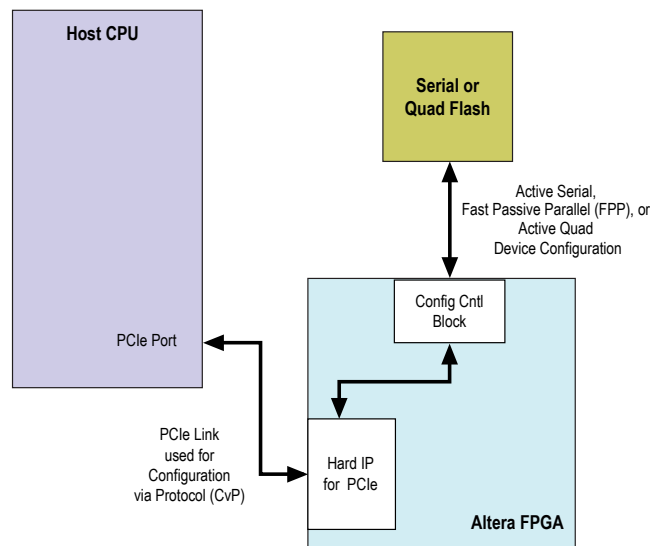 Host CPU
Serial or
Quad Flash
Active Serial,
Fast Passive Parallel (FPP), or
Active Quad
Device Configuration
Config Cntl
Block
PCIe Port
PCIe Link
used for
Configuration
via Protocol (CvP)
Hard IP
for PCIe
Altera FPGA